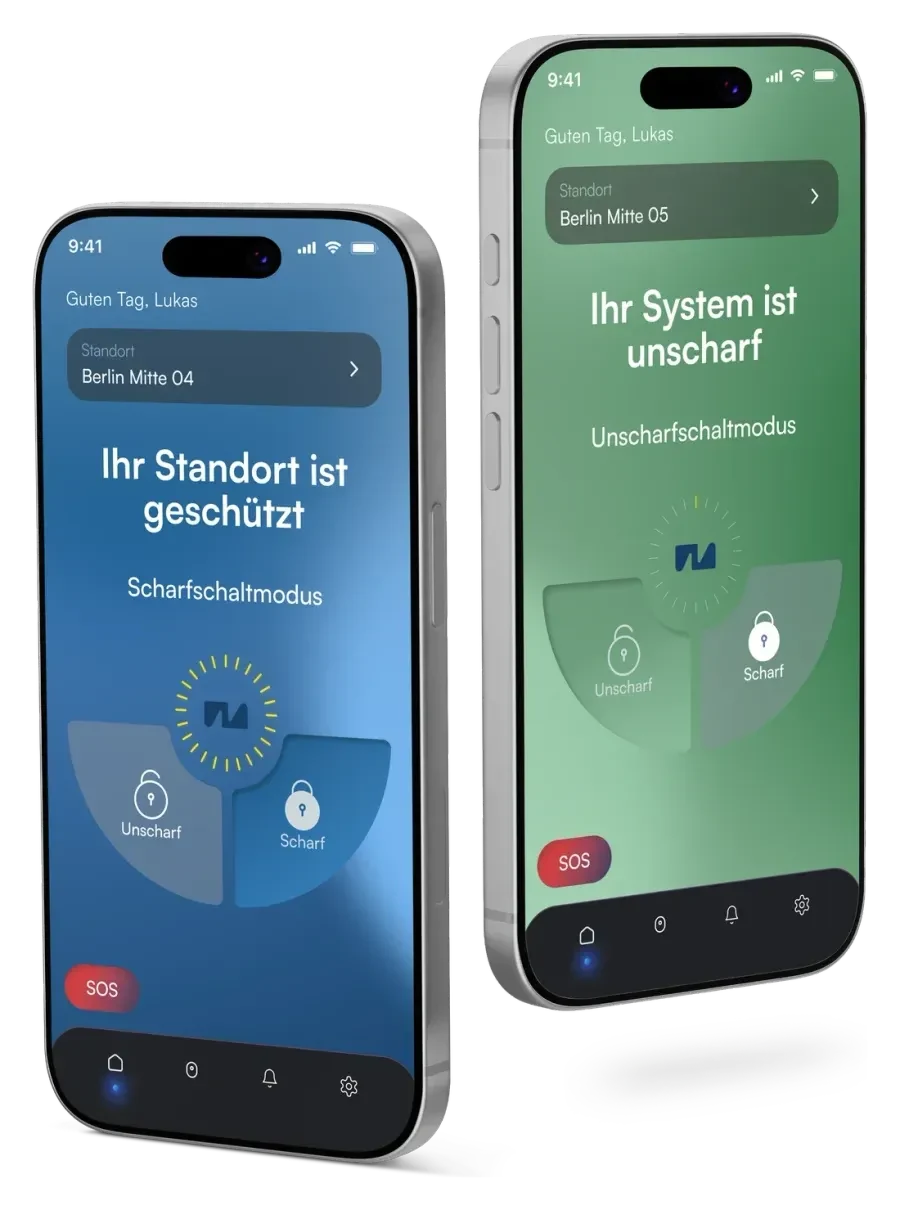 9:41
Guten Tag, Lukas
Standort
Berlin Mitte 04
Ihr Standort ist
geschützt
Scharfschaltmodus
Unscharf
Scharf
SOS
9:41
Guten Tag, Lukas
Standort
Berlin Mitte 05
Ihr System ist
unscharf
Unscharfschaltmodus
Unscharf
Scharf
SOS